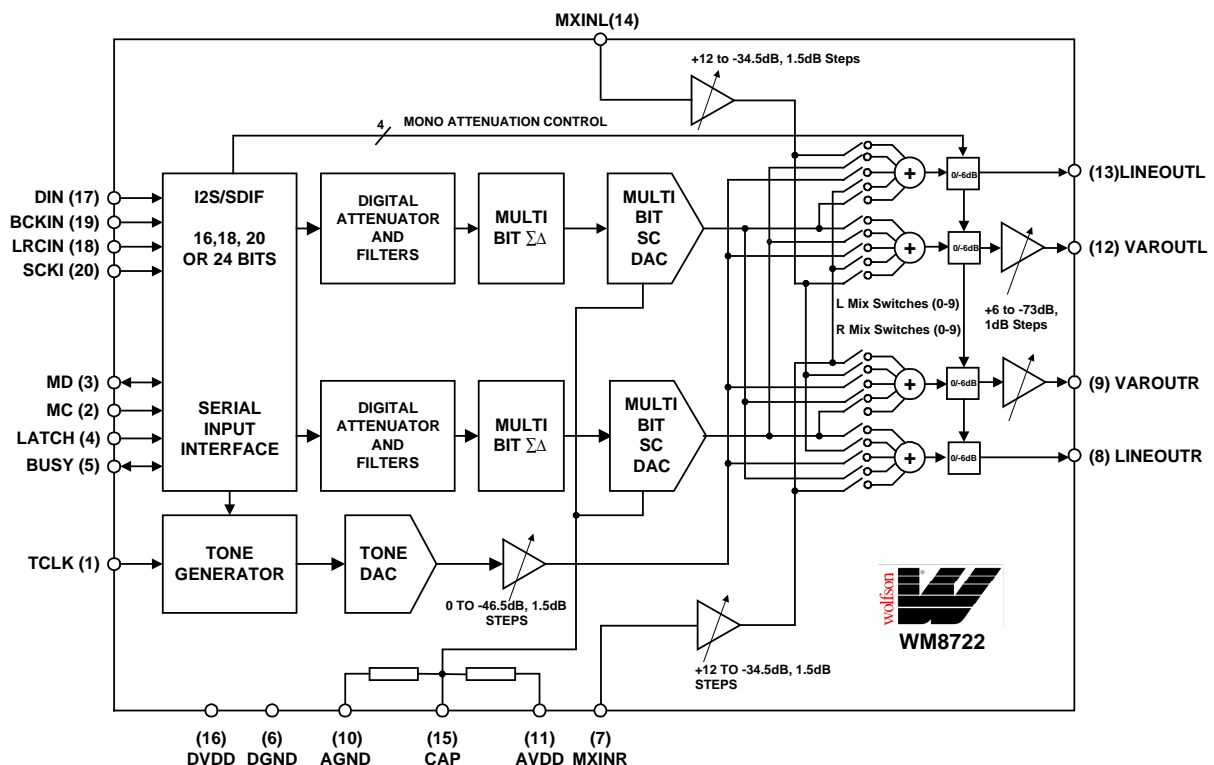 MXINL(14)
+12 to -34.5dB, 1.5dB Steps
4
MONO ATTENUATION CONTROL
DIN (17)
BCKIN (19)
LRCIN (18)
SCKI (20)
I2S/SDIF
16,18, 20
OR 24 BITS
DIGITAL
ATTENUATOR
AND
FILTERS
MULTI
BIT ΣΔ
MULTI
BIT
SC
DAC
+
0/-6dB
(13)LINEOUTL
+
0/-6dB
(12) VAROUTL
L Mix Switches (0-9)
R Mix Switches (0-9)
+6 to -73dB,
1dB Steps
MD (3)
MC (2)
LATCH (4)
BUSY (5)
SERIAL
INPUT
INTERFACE
DIGITAL
ATTENUATOR
AND
FILTERS
MULTI
BIT ΣΔ
MULTI
BIT
SC
DAC
+
0/-6dB
(9) VAROUTR
+
0/-6dB
(8) LINEOUTR
TCLK (1)
TONE
GENERATOR
TONE
DAC
0 TO -46.5dB, 1.5dB
STEPS
+12 TO -34.5dB, 1.5dB
STEPS
wolfson
®
WM8722
(16)
DVDD
(6)
DGND
(10)
AGND
(15)
CAP
(11)
AVDD
(7)
MXINR